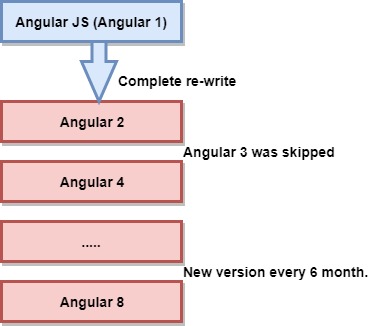 Angular JS (Angular 1)
Complete re-write
Angular 2
Angular 3 was skipped
Angular 4
.....
New version every 6 month.
Angular 8